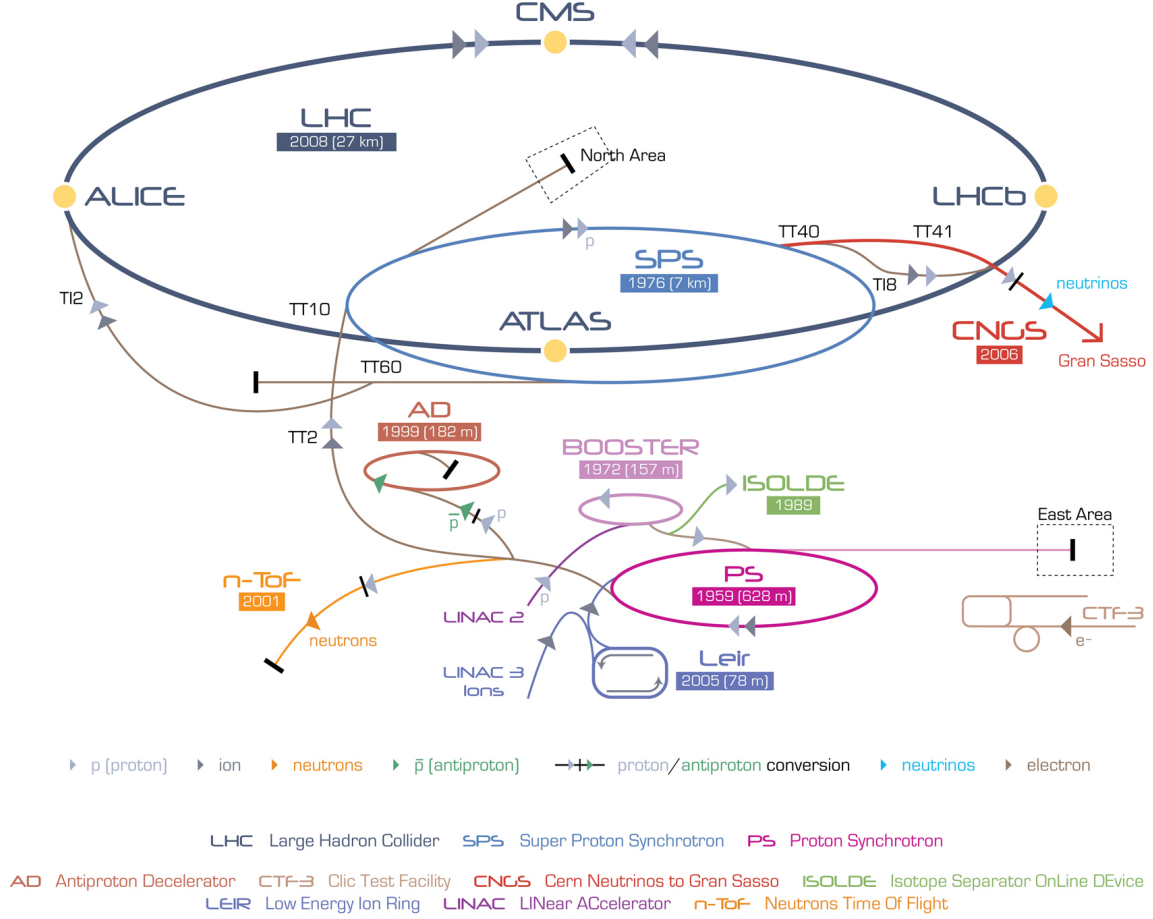 CMS
LHC
2008 (27 km)
North Area
ALICE
LHCb
TT40
TT41
p
SPS
1976 (7 km)
TI2
TI8
neutrinos
TT10
ATLAS
CNGS
2006
Gran Sasso
TT60
AD
1999 (182 m)
TT2
BOOSTER
1972 (157 m)
ISOLDE
1989
p̅
p
East Area
n-ToF
2001
PS
1959 (628 m)
p
LINAC 2
neutrons
CTF-3
e⁻
LINAC 3
Ions
Leir
2005 (78 m)
p (proton) ion neutrons p̅ (antiproton) proton/antiproton conversion neutrinos electron
LHC Large Hadron Collider SPS Super Proton Synchrotron PS Proton Synchrotron
AD Antiproton Decelerator CTF-3 Clic Test Facility CNGS Cern Neutrinos to Gran Sasso ISOLDE Isotope Separator OnLine DEvice
LEIR Low Energy Ion Ring LINAC LINear ACcelerator n-ToF Neutrons Time Of Flight